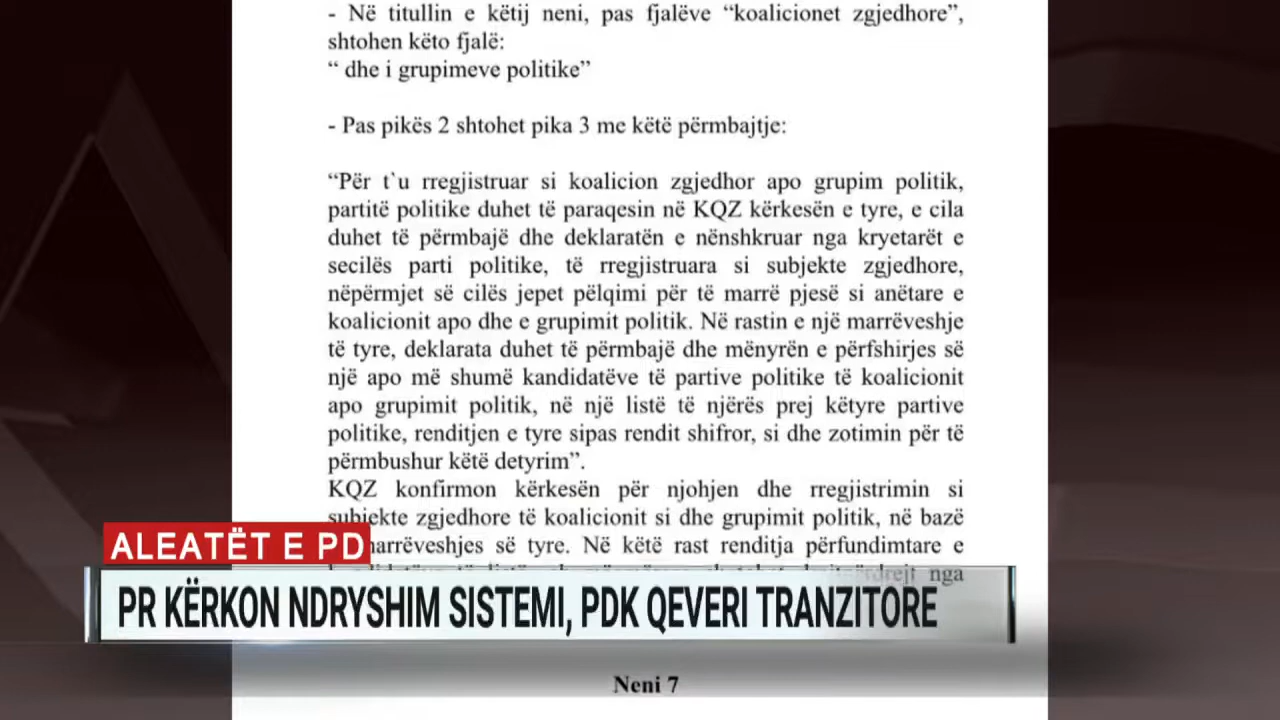 - Në titullin e këtij neni, pas fjalëve “koalicionet zgjedhore”,
shtohen këto fjalë:
“ dhe i grupimeve politike”
- Pas pikës 2 shtohet pika 3 me këtë përmbajtje:
“Për t`u rregjistruar si koalicion zgjedhor apo grupim politik,
partitë politike duhet të paraqesin në KQZ kërkesën e tyre, e cila
duhet të përmbajë dhe deklaratën e nënshkruar nga kryetarët e
secilës parti politike, të rregjistruara si subjekte zgjedhore,
nëpërmjet së cilës jepet pëlqimi për të marrë pjesë si anëtare e
koalicionit apo dhe e grupimit politik. Në rastin e një marrëveshje
të tyre, deklarata duhet të përmbajë dhe mënyrën e përfshirjes së
një apo më shumë kandidatëve të partive politike të koalicionit
apo grupimit politik, në një listë të njërës prej këtyre partive
politike, renditjen e tyre sipas rendit shifror, si dhe zotimin për të
përmbushur këtë detyrim”.
KQZ konfirmon kërkesën për njohjen dhe rregjistrimin si
subjekte zgjedhore të koalicionit si dhe grupimit politik, në bazë
marrëveshjes së tyre. Në këtë rast renditja përfundimtare e
nga
ALEATËT E PD
PR KËRKON NDRYSHIM SISTEMI, PDK QEVERI TRANZITORE
Neni 7